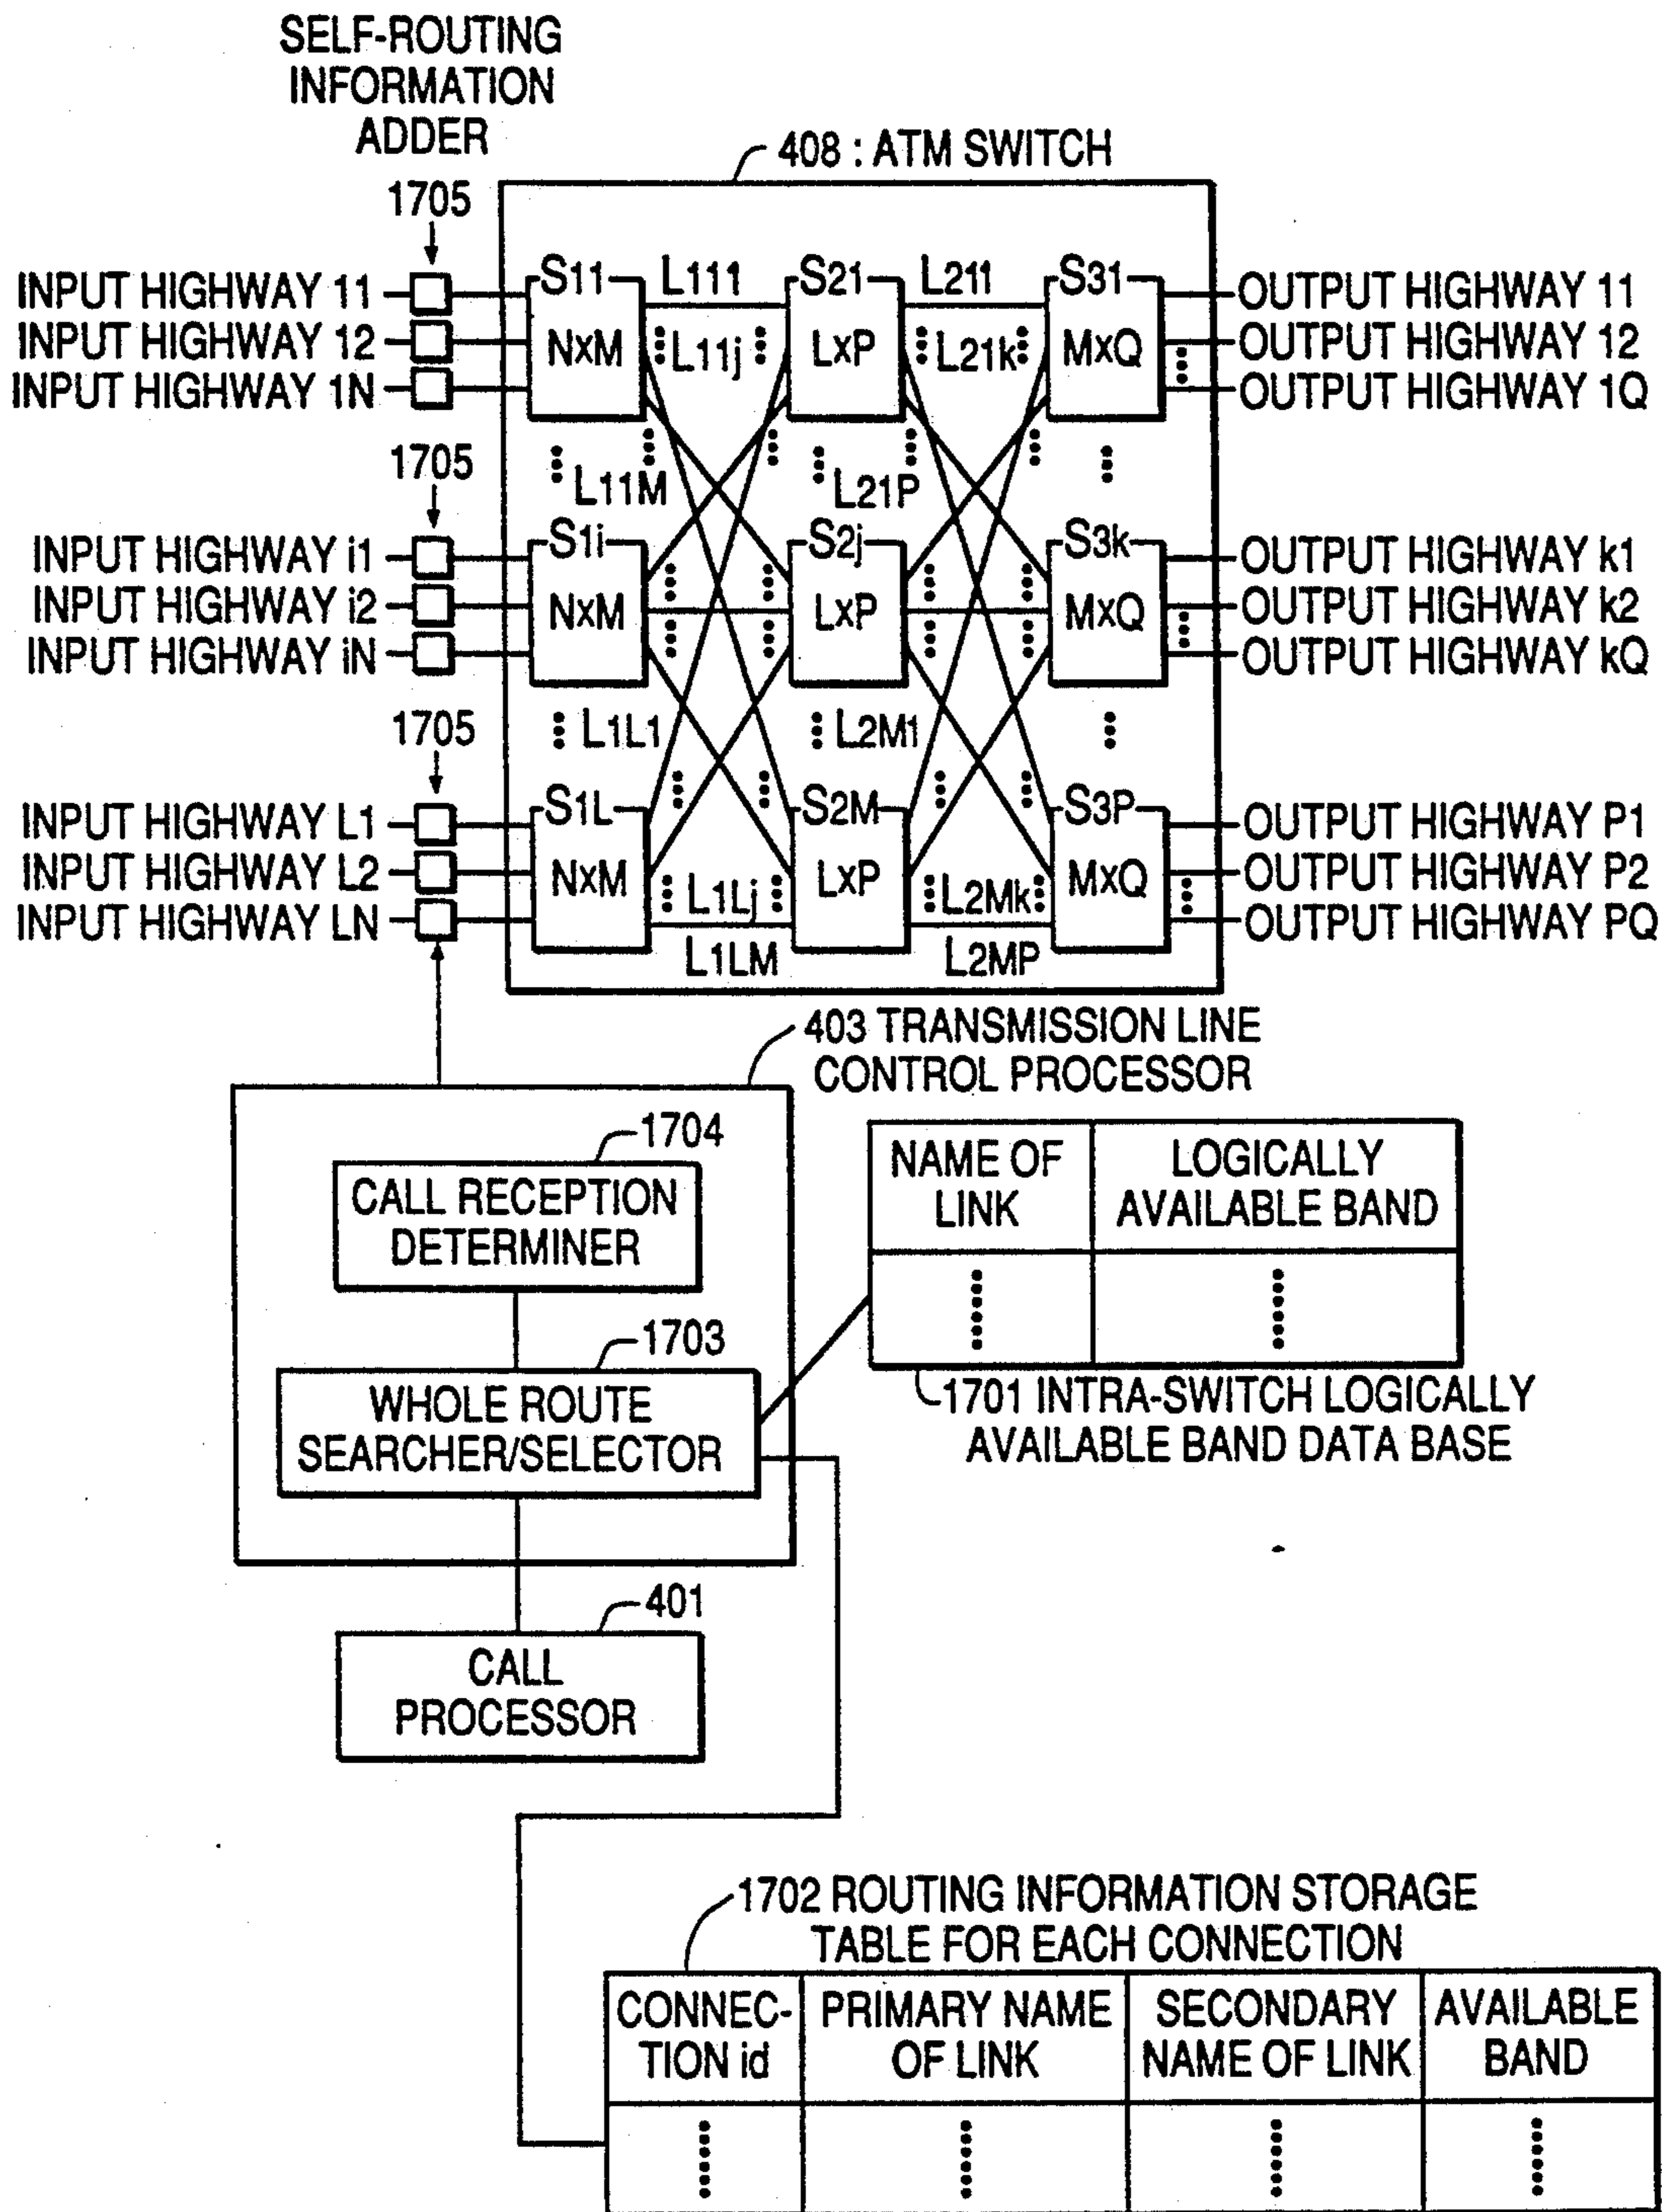 SELF-ROUTING
INFORMATION
ADDER
408 : ATM SWITCH
1705
INPUT HIGHWAY 11
INPUT HIGHWAY 12
INPUT HIGHWAY 1N
S11
NxM
L111
L11j
L11M
S21
LxP
L211
L21k
L21P
S31
MxQ
OUTPUT HIGHWAY 11
OUTPUT HIGHWAY 12
OUTPUT HIGHWAY 1Q
1705
INPUT HIGHWAY i1
INPUT HIGHWAY i2
INPUT HIGHWAY iN
S1i
NxM
S2j
LxP
S3k
MxQ
OUTPUT HIGHWAY k1
OUTPUT HIGHWAY k2
OUTPUT HIGHWAY kQ
1705
L1L1
L2M1
INPUT HIGHWAY L1
INPUT HIGHWAY L2
INPUT HIGHWAY LN
S1L
NxM
L1Lj
L1LM
S2M
LxP
L2Mk
L2MP
S3P
MxQ
OUTPUT HIGHWAY P1
OUTPUT HIGHWAY P2
OUTPUT HIGHWAY PQ
403 TRANSMISSION LINE
CONTROL PROCESSOR
1704
CALL RECEPTION
DETERMINER
1703
WHOLE ROUTE
SEARCHER/SELECTOR
NAME OF
LINK
LOGICALLY
AVAILABLE BAND
1701 INTRA-SWITCH LOGICALLY
AVAILABLE BAND DATA BASE
401
CALL
PROCESSOR
1702 ROUTING INFORMATION STORAGE
TABLE FOR EACH CONNECTION
CONNEC-
TION id
PRIMARY NAME
OF LINK
SECONDARY
NAME OF LINK
AVAILABLE
BAND